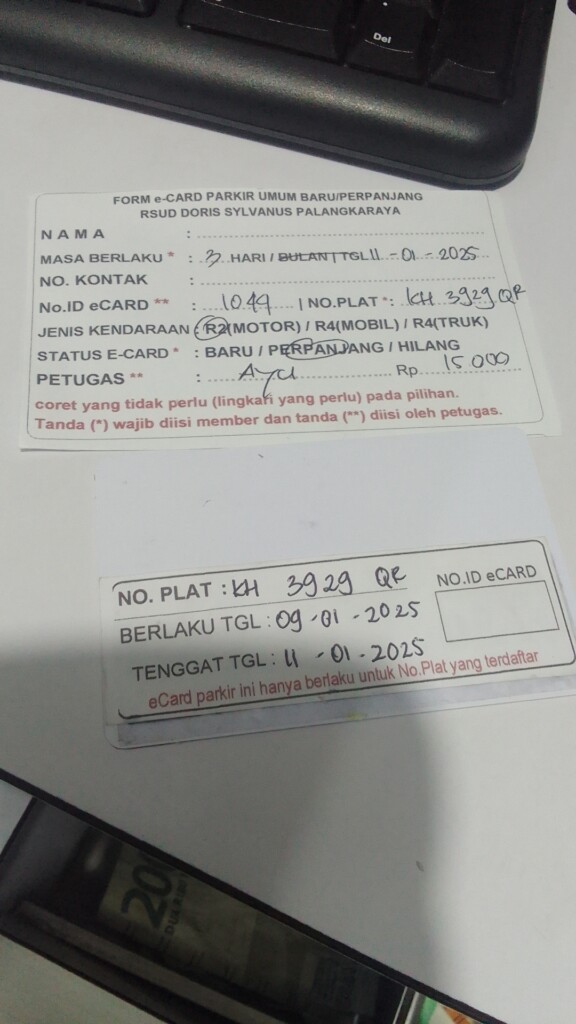 Del
FORM e-CARD PARKIR UMUM BARU/PERPANJANG
RSUD DORIS SYLVANUS PALANGKARAYA
NAMA :
MASA BERLAKU * : 3 HARI / BULAN | TGL 11 - 01 - 2025
NO. KONTAK :
No.ID eCARD ** : 1049 | NO.PLAT * : KH 3929 QR
JENIS KENDARAAN : R2(MOTOR) / R4(MOBIL) / R4(TRUK)
STATUS E-CARD * : BARU / PERPANJANG / HILANG
PETUGAS ** : AYU Rp 15 000
coret yang tidak perlu (lingkari yang perlu) pada pilihan.
Tanda (*) wajib diisi member dan tanda (**) diisi oleh petugas.
NO. PLAT : KH 3929 QR
NO.ID eCARD
BERLAKU TGL : 09 - 01 - 2025
TENGGAT TGL : 11 - 01 - 2025
eCard parkir ini hanya berlaku untuk No.Plat yang terdaftar
20